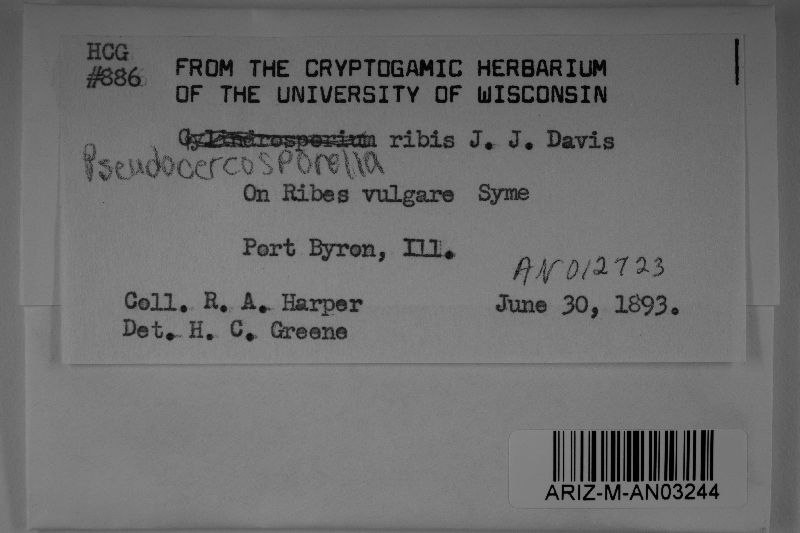 HCG
#886
FROM THE CRYPTOGAMIC HERBARIUM
OF THE UNIVERSITY OF WISCONSIN
Cylindrosporium ribis J. J. Davis
Pseudocercosporella
On Ribes vulgare Syme
Port Byron, Ill.
AN012723
Coll. R. A. Harper June 30, 1893.
Det. H. C. Greene
ARIZ-M-AN03244